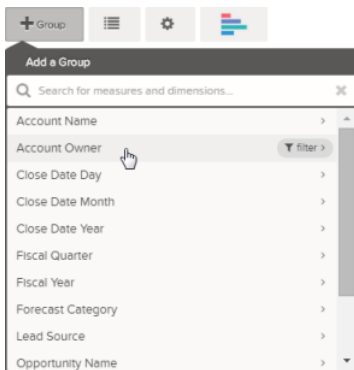 + Group
Add a Group
Search for measures and dimensions...
Account Name
Account Owner filter >
Close Date Day
Close Date Month
Close Date Year
Fiscal Quarter
Fiscal Year
Forecast Category
Lead Source
Opportunity Name